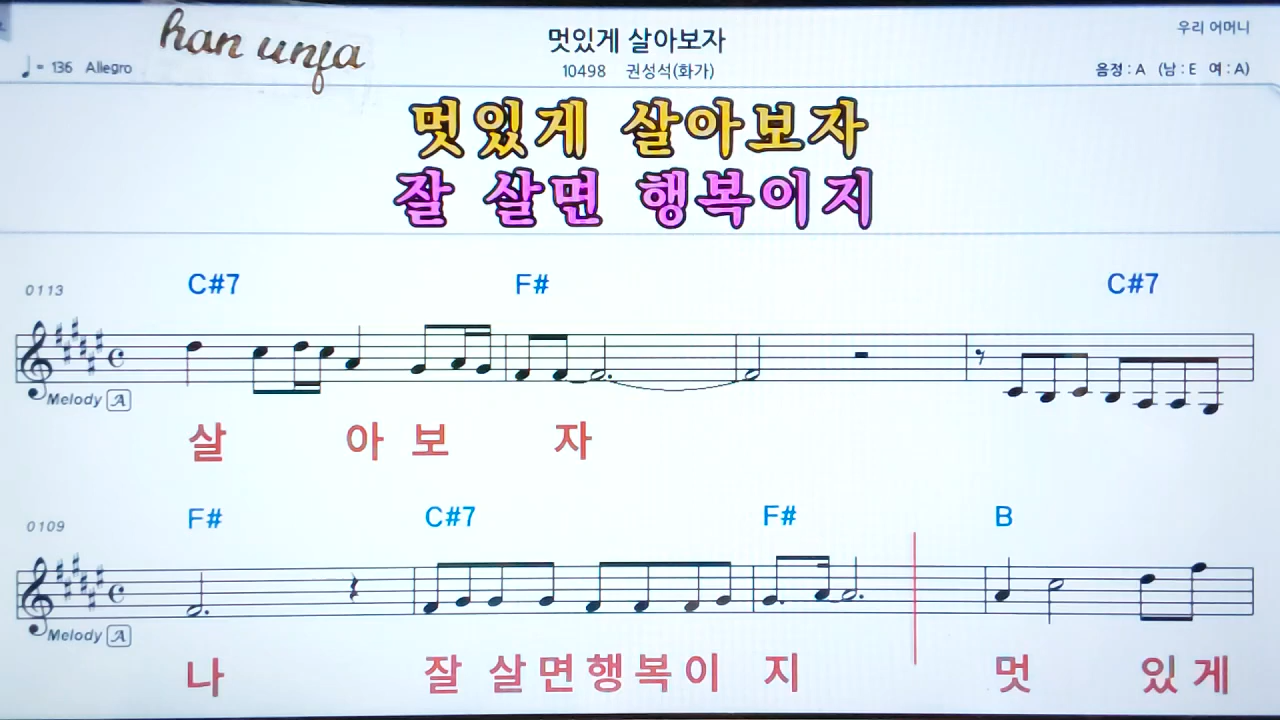 han unja
멋있게 살아보자
우리 어머니
♩= 136 Allegro
10498 권성석(화가)
음정 : A (남 : E 여 : A)
멋있게 살아보자
잘 살면 행복이지
0113
C#7 F# C#7
Melody A
살 아 보 자
0109
F# C#7 F# B
Melody A
나 잘 살 면 행 복 이 지 멋 있 게